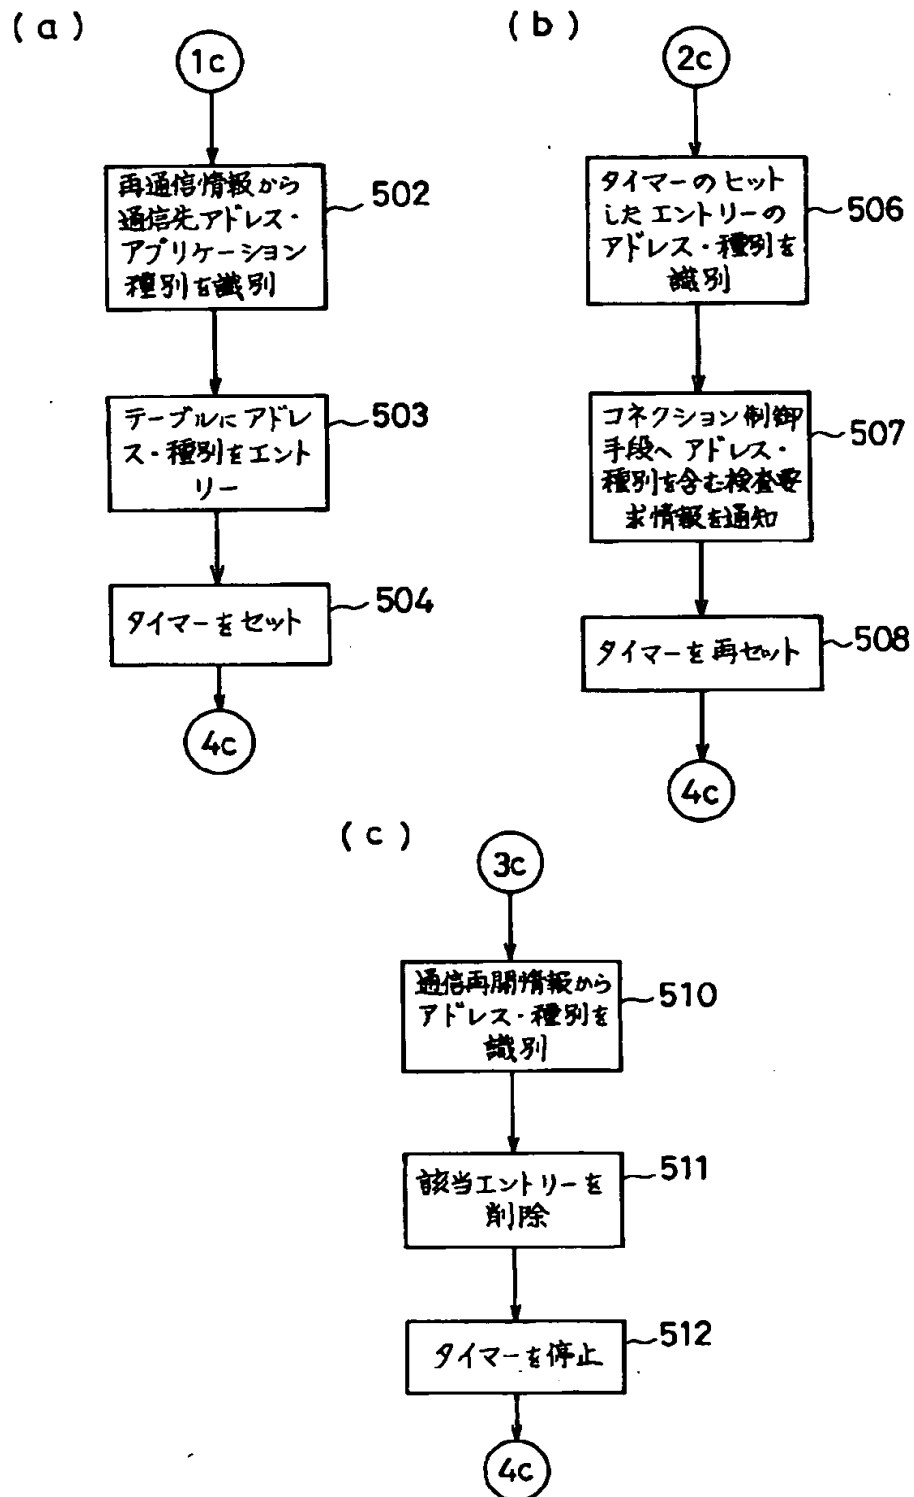 (a)
1c
再通信情報から
通信先アドレス・
アプリケーション
種別を識別
502
テーブルにアドレ
ス・種別をエント
リー
503
タイマーをセット
504
4c
(b)
2c
タイマーのヒット
したエントリーの
アドレス・種別を
識別
506
コネクション制御
手段へアドレス・
種別を含む検査要
求情報を通知
507
タイマーを再セット
508
4c
(c)
3c
通信再開情報から
アドレス・種別を
識別
510
該当エントリーを
削除
511
タイマーを停止
512
4c